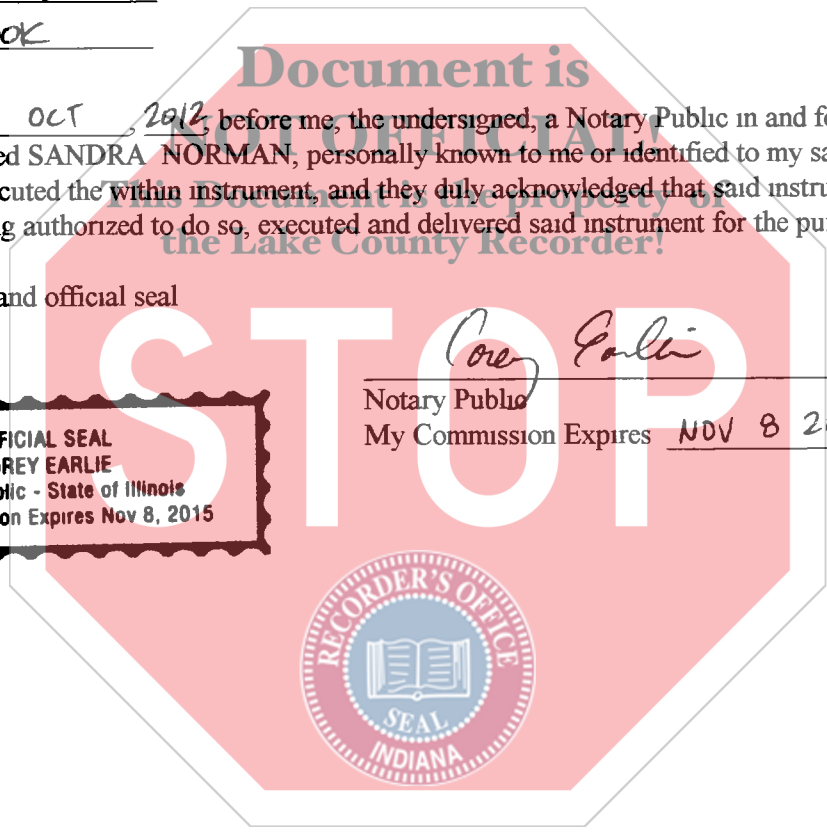 OK
Document is
OCT, 2012, before me, the undersigned, a Notary Public in and fo
NOT OFFICIAL!
ed SANDRA NORMAN, personally known to me or identified to my sa
cuted the within instrument, and they duly acknowledged that said instru
This Document is the property of
g authorized to do so, executed and delivered said instrument for the pu
the Lake County Recorder!
and official seal
STOP
Corey Earlie
Notary Public
My Commission Expires NOV 8 2
FICIAL SEAL
REY EARLIE
blic - State of Illinois
on Expires Nov 8, 2015
RECORDER'S OFFICE
SEAL
INDIANA